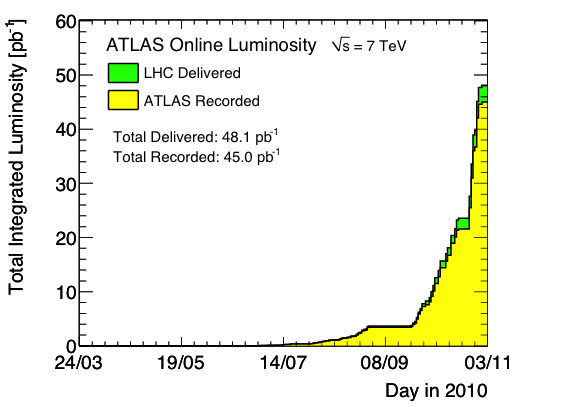 Total Integrated Luminosity [pb⁻¹]
60
50
40
30
20
10
0
ATLAS Online Luminosity √s = 7 TeV
LHC Delivered
ATLAS Recorded
Total Delivered: 48.1 pb⁻¹
Total Recorded: 45.0 pb⁻¹
24/03 19/05 14/07 08/09 03/11
Day in 2010